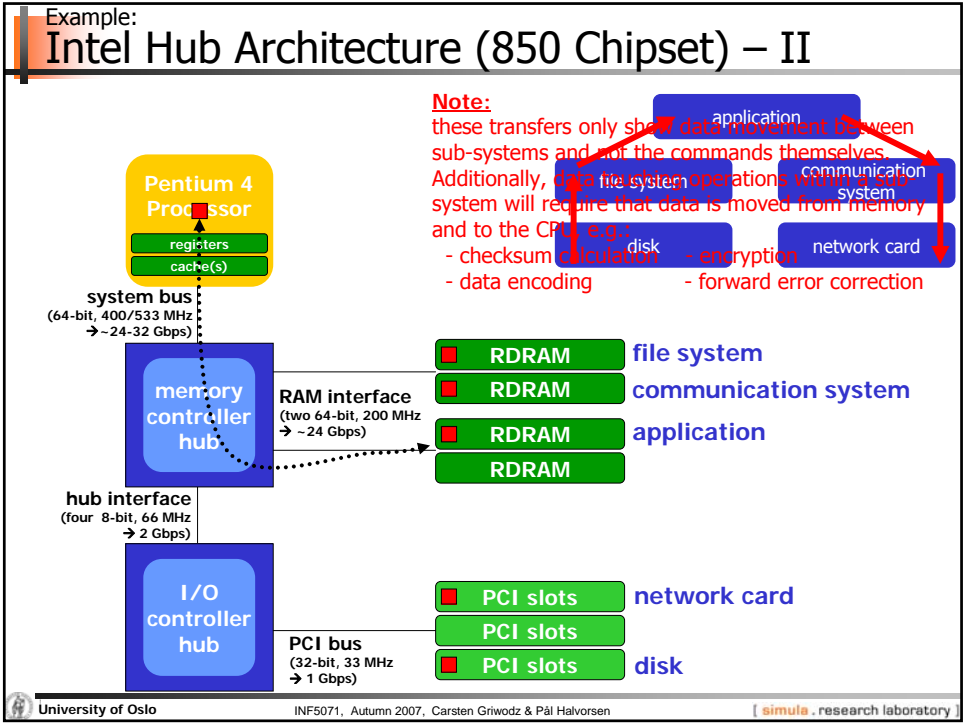 Example:
Intel Hub Architecture (850 Chipset) – II
Note:
these transfers only show data movement between
sub-systems and not the commands themselves.
Additionally, data touching operations within a sub-
system will require that data is moved from memory
and to the CPU, e.g.:
- checksum calculation - encryption
- data encoding - forward error correction
application
file system
communication
system
disk
network card
Pentium 4
Processor
registers
cache(s)
system bus
(64-bit, 400/533 MHz
→~24-32 Gbps)
memory
controller
hub
RAM interface
(two 64-bit, 200 MHz
→ ~24 Gbps)
RDRAM
file system
RDRAM
communication system
RDRAM
application
RDRAM
hub interface
(four 8-bit, 66 MHz
→ 2 Gbps)
I/O
controller
hub
PCI bus
(32-bit, 33 MHz
→ 1 Gbps)
PCI slots
network card
PCI slots
PCI slots
disk
University of Oslo
INF5071, Autumn 2007, Carsten Griwodz & Pål Halvorsen
[ simula . research laboratory ]